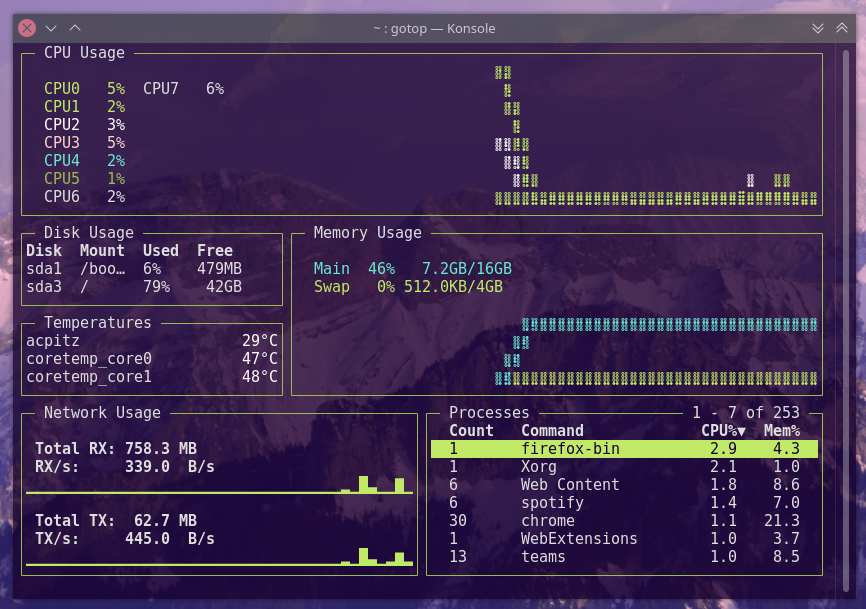 ~ : gotop — Konsole
CPU Usage
CPU0 5% CPU7 6%
CPU1 2%
CPU2 3%
CPU3 5%
CPU4 2%
CPU5 1%
CPU6 2%
Disk Usage
Disk Mount Used Free
sda1 /boo… 6% 479MB
sda3 / 79% 42GB
Memory Usage
Main 46% 7.2GB/16GB
Swap 0% 512.0KB/4GB
Temperatures
acpitz 29°C
coretemp_core0 47°C
coretemp_core1 48°C
Network Usage
Total RX: 758.3 MB
RX/s: 339.0 B/s
Total TX: 62.7 MB
TX/s: 445.0 B/s
Processes 1 - 7 of 253
Count Command CPU%▼ Mem%
1 firefox-bin 2.9 4.3
1 Xorg 2.1 1.0
6 Web Content 1.8 8.6
6 spotify 1.4 7.0
30 chrome 1.1 21.3
1 WebExtensions 1.0 3.7
13 teams 1.0 8.5